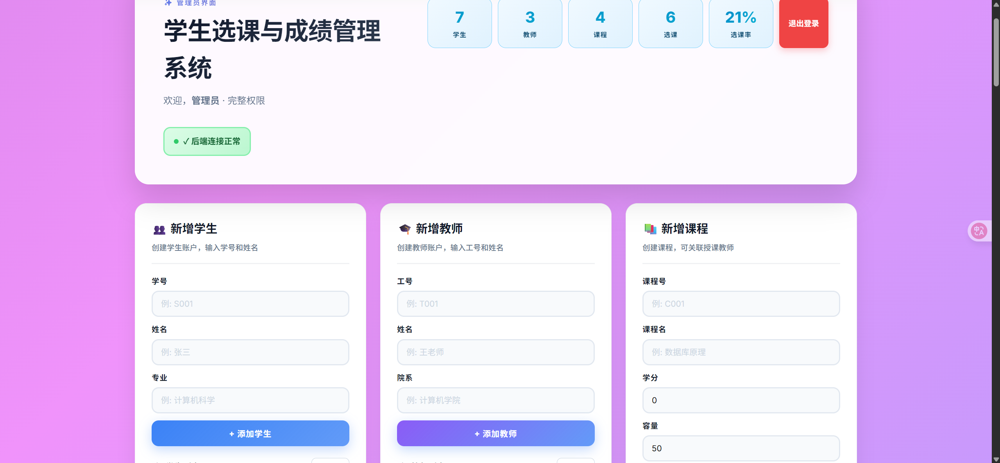 管理员界面
学生选课与成绩管理
系统
欢迎，管理员 · 完整权限
✓ 后端连接正常
7
学生
3
教师
4
课程
6
选课
21%
选课率
退出登录
新增学生
创建学生账户，输入学号和姓名
学号
例: S001
姓名
例: 张三
专业
例: 计算机科学
+ 添加学生
新增教师
创建教师账户，输入工号和姓名
工号
例: T001
姓名
例: 王老师
院系
例: 计算机学院
+ 添加教师
新增课程
创建课程，可关联授课教师
课程号
例: C001
课程名
例: 数据库原理
学分
0
容量
50
中A